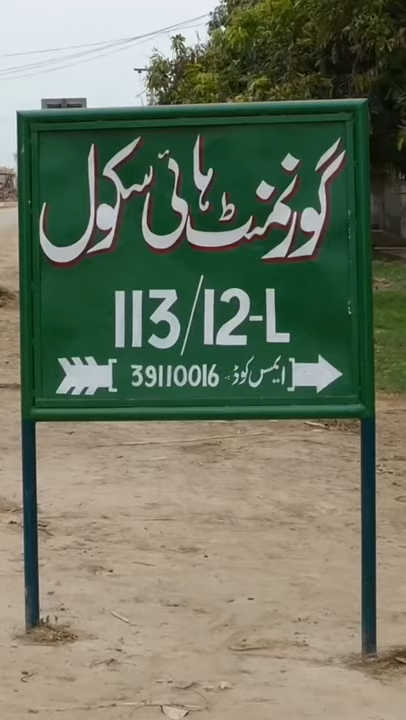 گورنمنٹ ہائی سکول
113/12-L
ایمس کوڈ :- 39110016